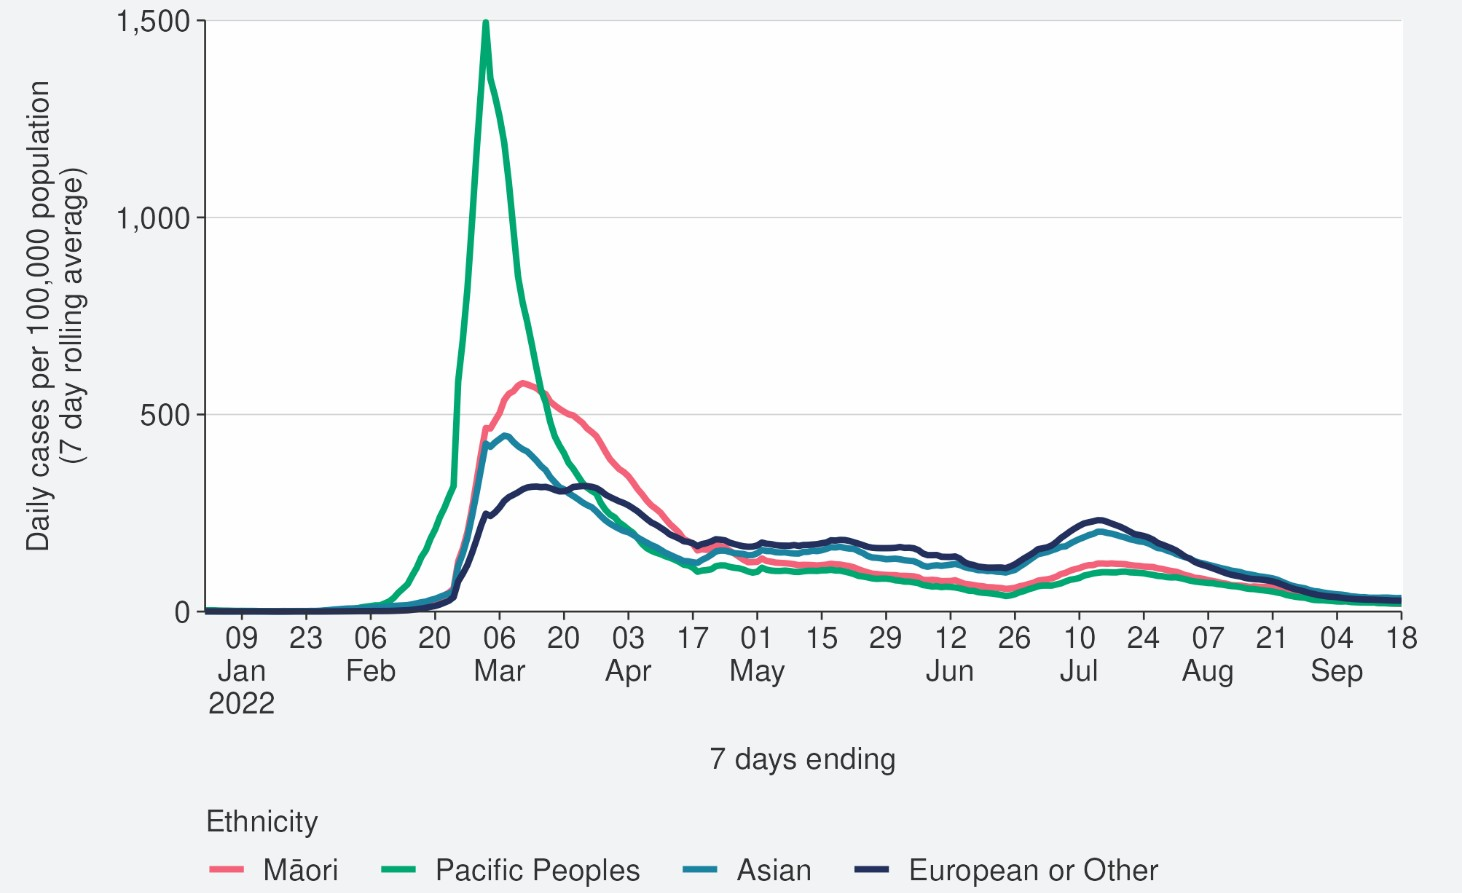 Daily cases per 100,000 population
(7 day rolling average)
1,500
1,000
500
0
09 23 06 20 06 20 03 17 01 15 29 12 26 10 24 07 21 04 18
Jan Feb Mar Apr May Jun Jul Aug Sep
2022
7 days ending
Ethnicity
Māori Pacific Peoples Asian European or Other